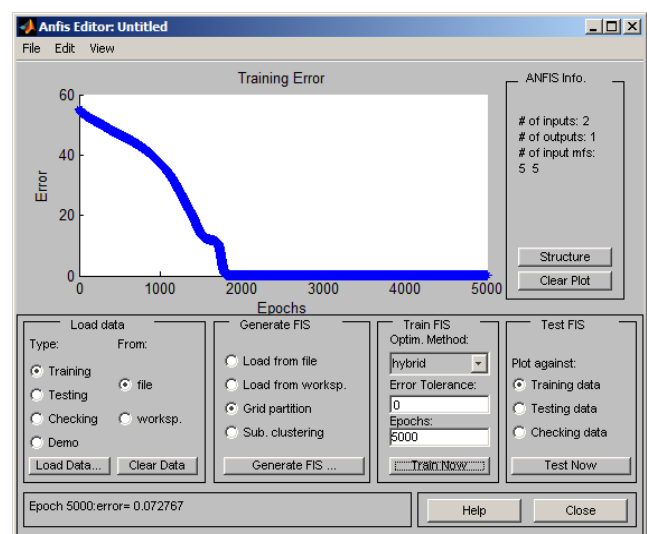 Anfis Editor: Untitled
File Edit View
Training Error
60
40
20
0
Error
0 1000 2000 3000 4000 5000
Epochs
ANFIS Info.
# of inputs: 2
# of outputs: 1
# of input mfs:
5 5
Structure
Clear Plot
Load data
Type: From:
Training
Testing
Checking
Demo
file
worksp.
Load Data... Clear Data
Generate FIS
Load from file
Load from worksp.
Grid partition
Sub. clustering
Generate FIS ...
Train FIS
Optim. Method:
hybrid
Error Tolerance:
0
Epochs:
5000
Train Now
Test FIS
Plot against:
Training data
Testing data
Checking data
Test Now
Epoch 5000:error= 0.072767
Help Close